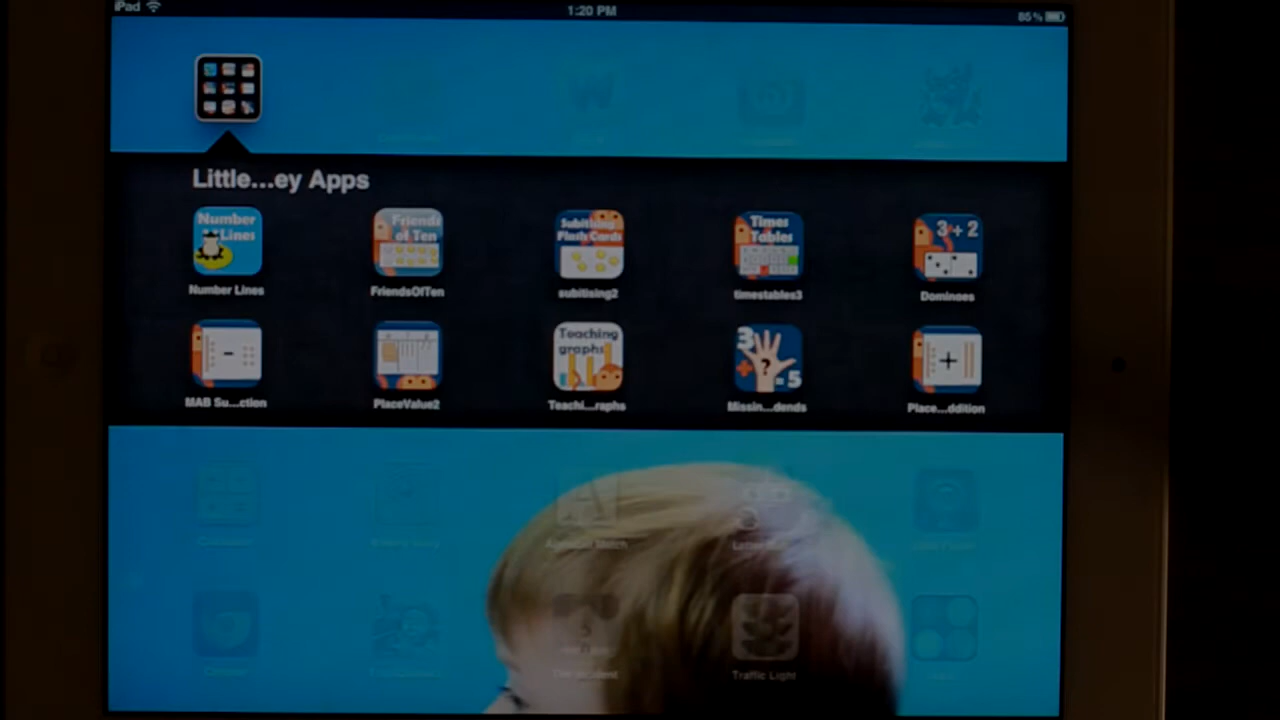 iPad 1:20 PM 85%
Little...ey Apps
Number Lines
Friends of Ten
Subitising Flash Cards
Times Tables
3+2
Number Lines FriendsOfTen subitising2 timestables3 Dominoes
-
Teaching graphs
3 + ? = 5
+
MAB Su...ction PlaceValue2 Teachi...raphs Missin...dends Place...ddition
Traffic Light